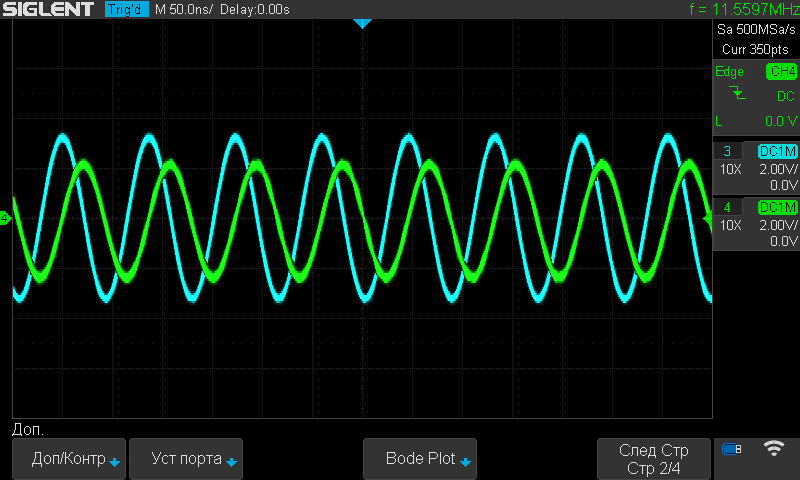 SIGLENT Trig'd M 50.0ns/ Delay:0.00s f = 11.5597MHz
Sa 500MSa/s
Curr 350pts
Edge CH4
DC
L 0.0 V
3 DC1M
10X 2.00V/
0.0V
4 DC1M
10X 2.00V/
0.0V
4
Доп.
Доп/Контр Уст порта Bode Plot След Стр
Стр 2/4